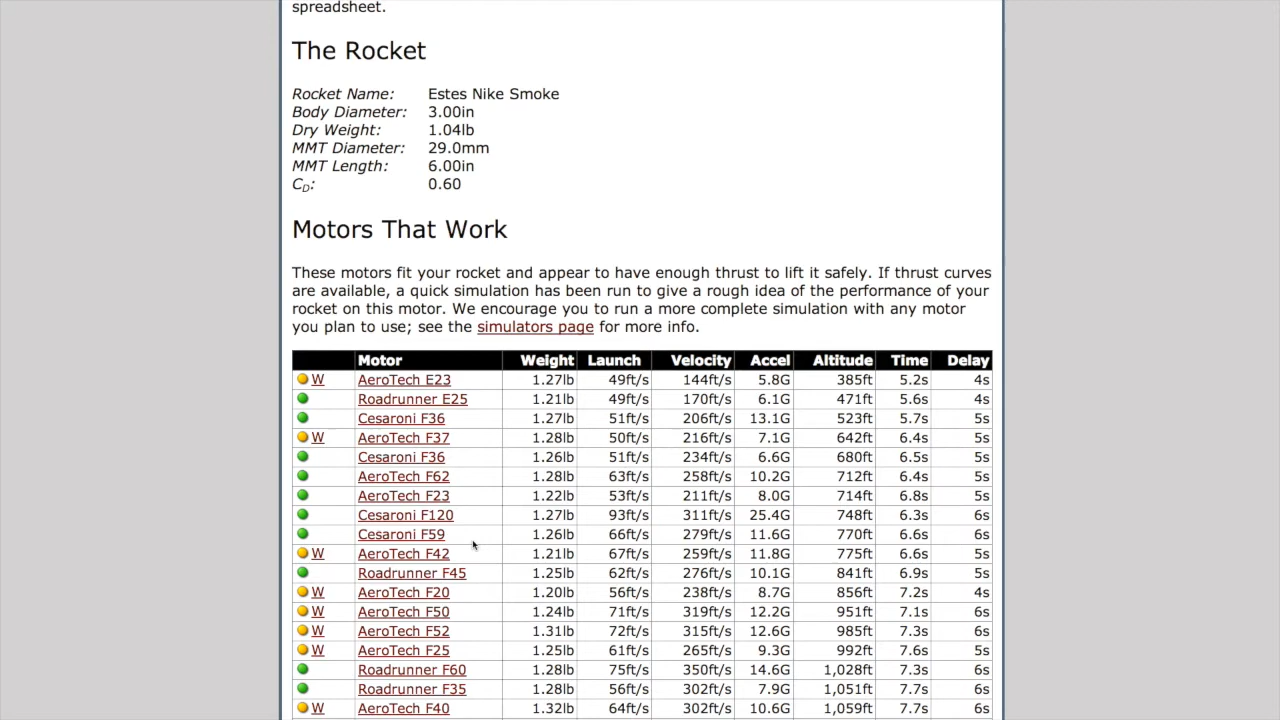 spreadsheet.
The Rocket
Rocket Name: Estes Nike Smoke
Body Diameter: 3.00in
Dry Weight: 1.04lb
MMT Diameter: 29.0mm
MMT Length: 6.00in
CD: 0.60
Motors That Work
These motors fit your rocket and appear to have enough thrust to lift it safely. If thrust curves
are available, a quick simulation has been run to give a rough idea of the performance of your
rocket on this motor. We encourage you to run a more complete simulation with any motor
you plan to use; see the simulators page for more info.
Motor Weight Launch Velocity Accel Altitude Time Delay
W AeroTech E23 1.27lb 49ft/s 144ft/s 5.8G 385ft 5.2s 4s
Roadrunner E25 1.21lb 49ft/s 170ft/s 6.1G 471ft 5.6s 4s
Cesaroni F36 1.27lb 51ft/s 206ft/s 13.1G 523ft 5.7s 5s
W AeroTech F37 1.28lb 50ft/s 216ft/s 7.1G 642ft 6.4s 5s
Cesaroni F36 1.26lb 51ft/s 234ft/s 6.6G 680ft 6.5s 5s
AeroTech F62 1.28lb 63ft/s 258ft/s 10.2G 712ft 6.4s 5s
AeroTech F23 1.22lb 53ft/s 211ft/s 8.0G 714ft 6.8s 5s
Cesaroni F120 1.27lb 93ft/s 311ft/s 25.4G 748ft 6.3s 6s
Cesaroni F59 1.26lb 66ft/s 279ft/s 11.6G 770ft 6.6s 6s
W AeroTech F42 1.21lb 67ft/s 259ft/s 11.8G 775ft 6.6s 5s
Roadrunner F45 1.25lb 62ft/s 276ft/s 10.1G 841ft 6.9s 5s
W AeroTech F20 1.20lb 56ft/s 238ft/s 8.7G 856ft 7.2s 4s
W AeroTech F50 1.24lb 71ft/s 319ft/s 12.2G 951ft 7.1s 6s
W AeroTech F52 1.31lb 72ft/s 315ft/s 12.6G 985ft 7.3s 6s
W AeroTech F25 1.25lb 61ft/s 265ft/s 9.3G 992ft 7.6s 5s
Roadrunner F60 1.28lb 75ft/s 350ft/s 14.6G 1,028ft 7.3s 6s
Roadrunner F35 1.28lb 56ft/s 302ft/s 7.9G 1,051ft 7.7s 6s
W AeroTech F40 1.32lb 64ft/s 302ft/s 10.6G 1,059ft 7.7s 6s